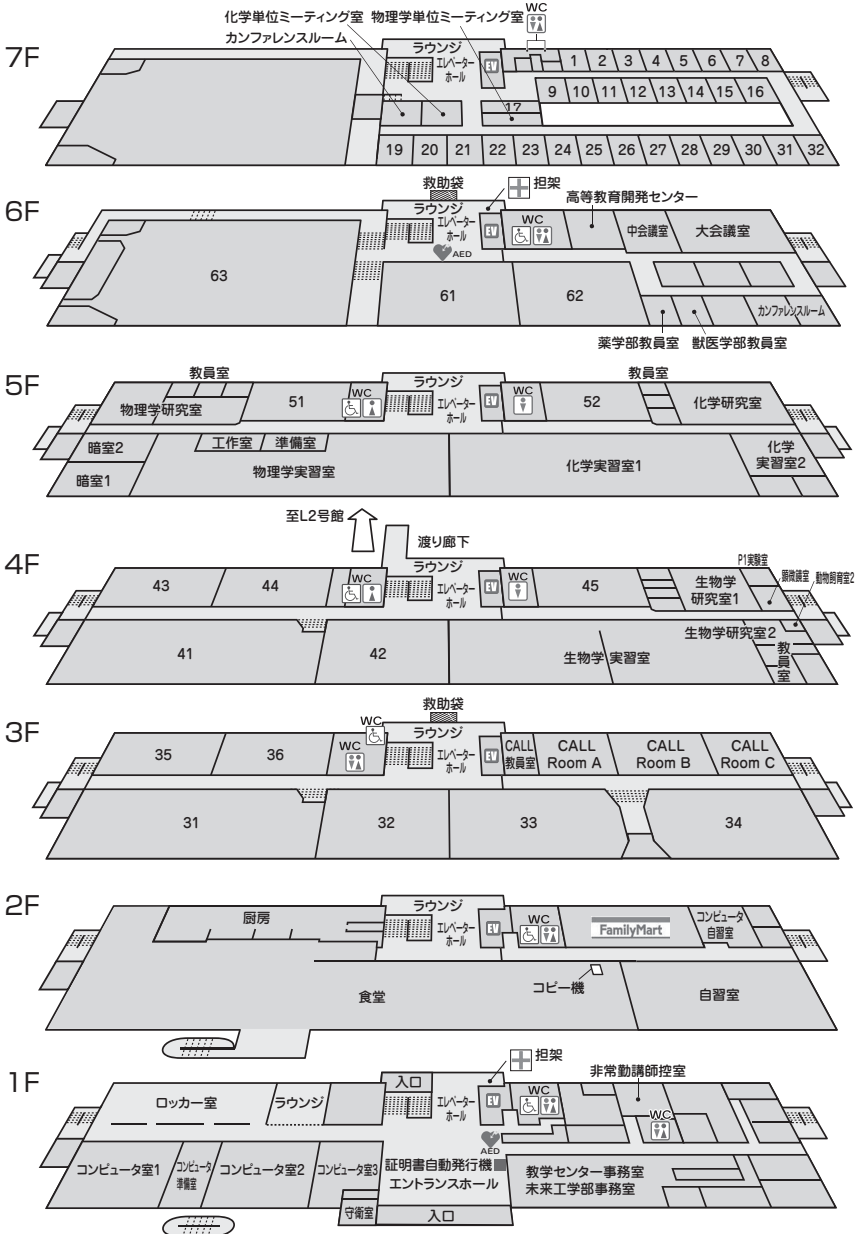 化学単位ミーティング室 物理学単位ミーティング室 WC
カンファレンスルーム
7F
ラウンジ
エレベーター
ホール
EV
1 2 3 4 5 6 7 8
9 10 11 12 13 14 15 16
17
19 20 21 22 23 24 25 26 27 28 29 30 31 32
救助袋
担架
6F
高等教育開発センター
ラウンジ
エレベーター
ホール
EV
WC
中会議室
大会議室
AED
63
61
62
カンファレンスルーム
薬学部教員室 獣医学部教員室
5F
教員室
物理学研究室
51
WC
ラウンジ
エレベーター
ホール
EV
WC
52
教員室
化学研究室
暗室2
暗室1
工作室 準備室
物理学実習室
化学実習室1
化学
実習室2
至L2号館
渡り廊下
4F
43
44
WC
ラウンジ
エレベーター
ホール
EV
WC
45
P1実験室
生物学
研究室1
顕微鏡室
動物飼育室2
41
42
生物学 実習室
生物学研究室2
教
員
室
救助袋
3F
35
36
WC
WC
ラウンジ
エレベーター
ホール
EV
CALL
教員室
CALL
Room A
CALL
Room B
CALL
Room C
31
32
33
34
2F
厨房
ラウンジ
エレベーター
ホール
EV
WC
FamilyMart
コンピュータ
自習室
食堂
コピー機
自習室
担架
1F
ロッカー室
ラウンジ
入口
エレベーター
ホール
EV
WC
非常勤講師控室
WC
AED
コンピュータ室1
コンピュータ
準備室
コンピュータ室2
コンピュータ室3
守衛室
証明書自動発行機
エントランスホール
入口
教学センター事務室
未来工学部事務室